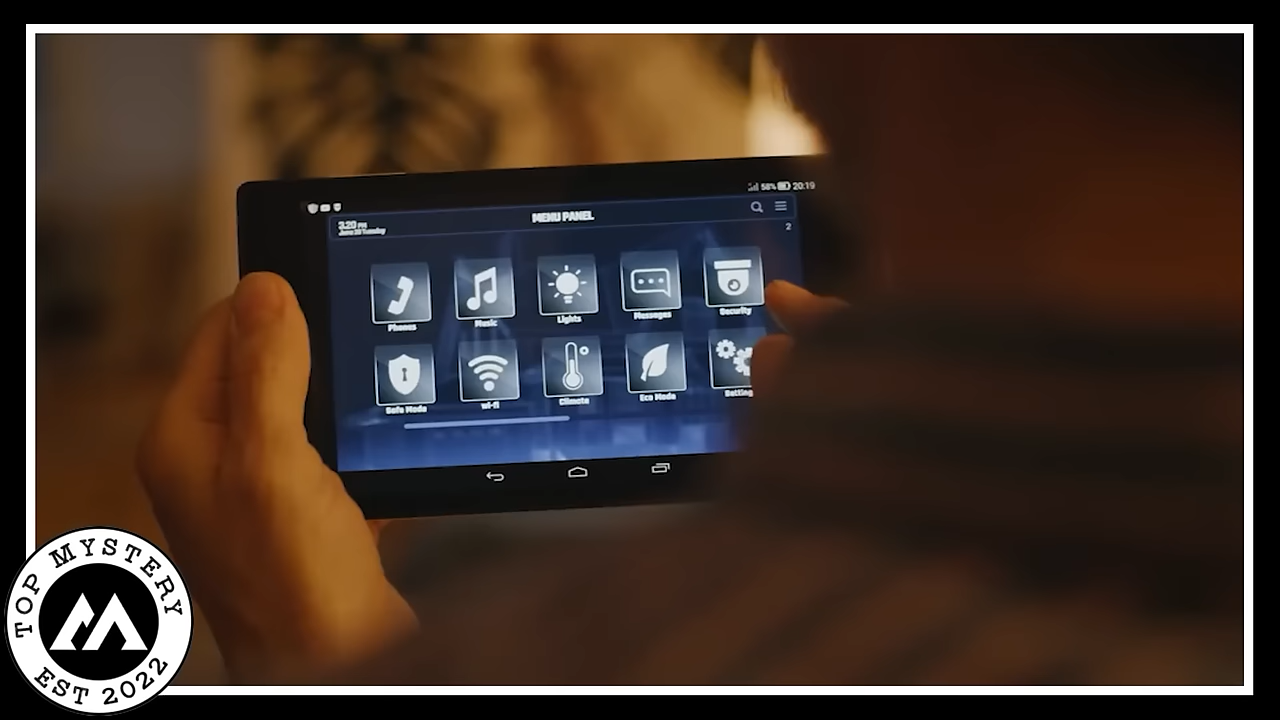 58% 20:19
MENU PANEL
3:20 PM
June 20 Tuesday
2
Phones Music Lights Messages Security
Safe Mode wi-fi Climate Eco Mode Setting
TOP MYSTERY
EST 2022